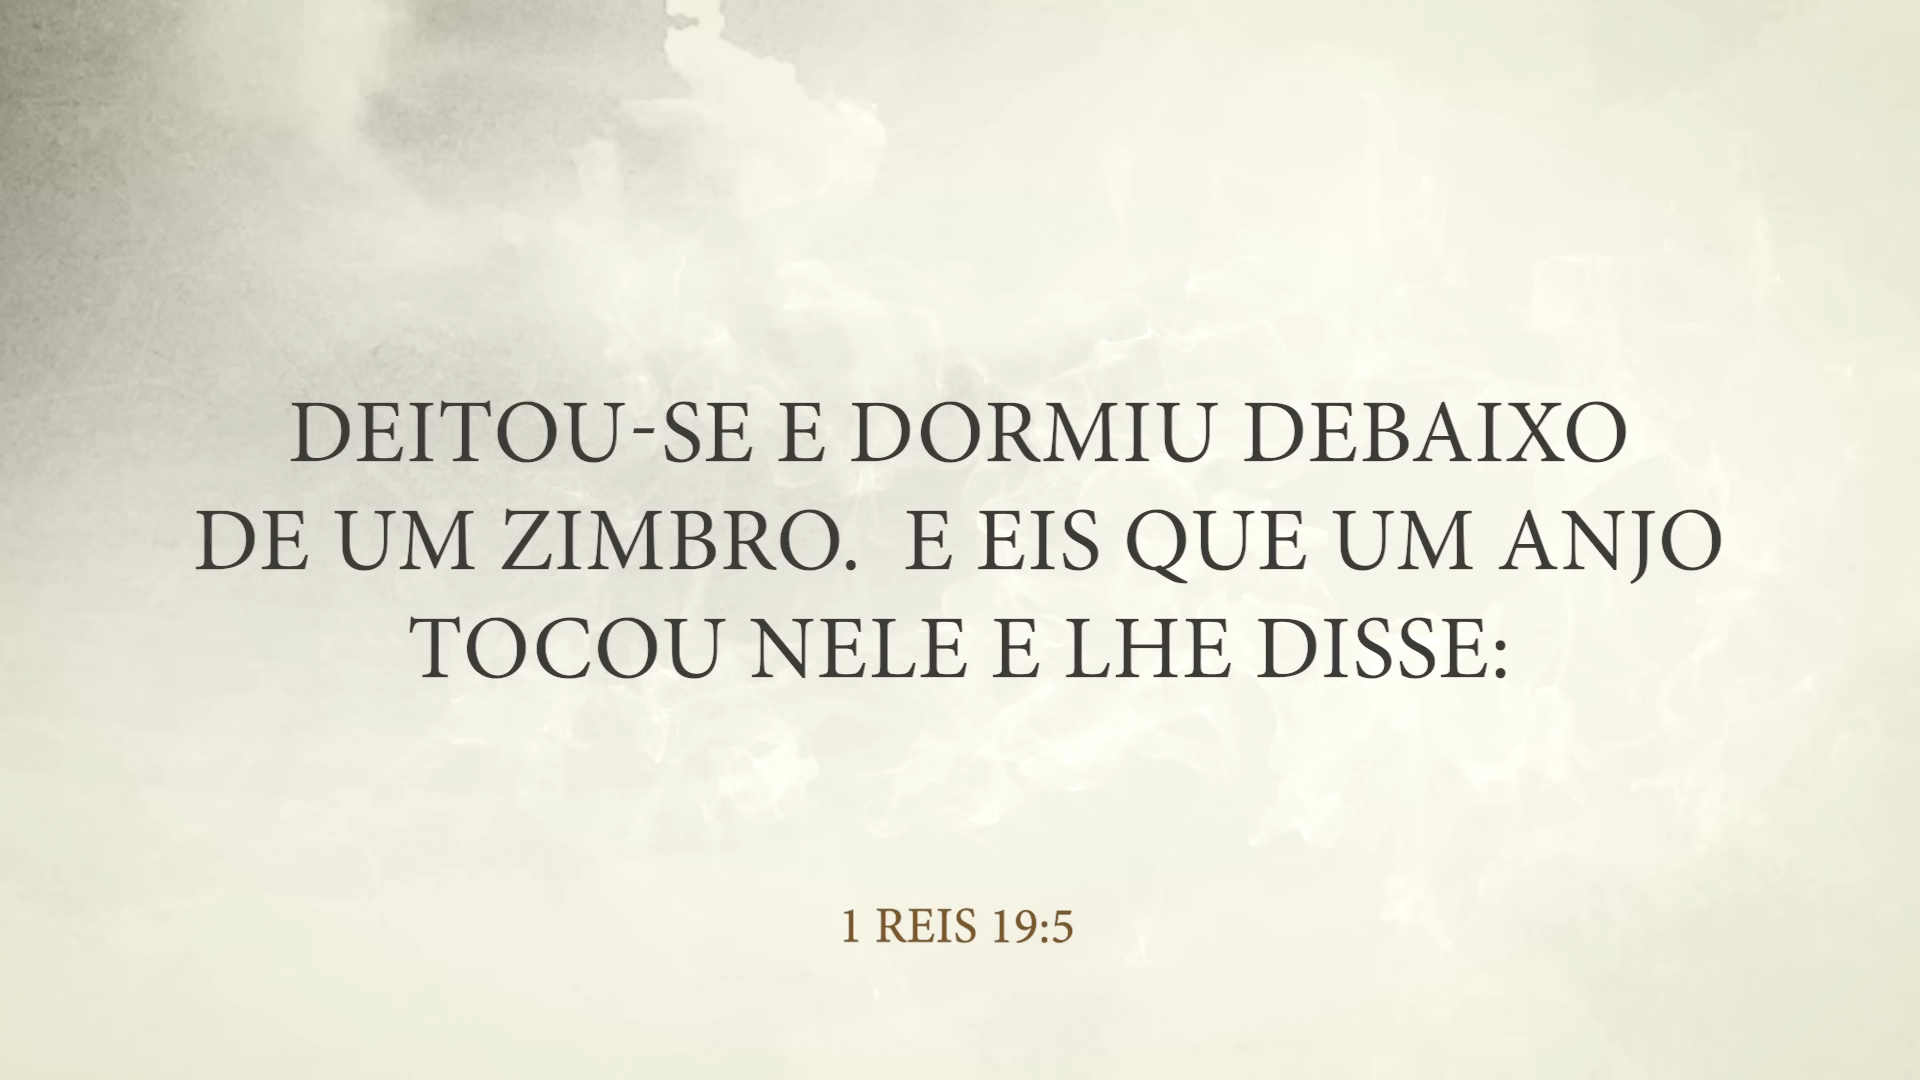 DEITOU-SE E DORMIU DEBAIXO
DE UM ZIMBRO.  E EIS QUE UM ANJO
TOCOU NELE E LHE DISSE:
1 REIS 19:5